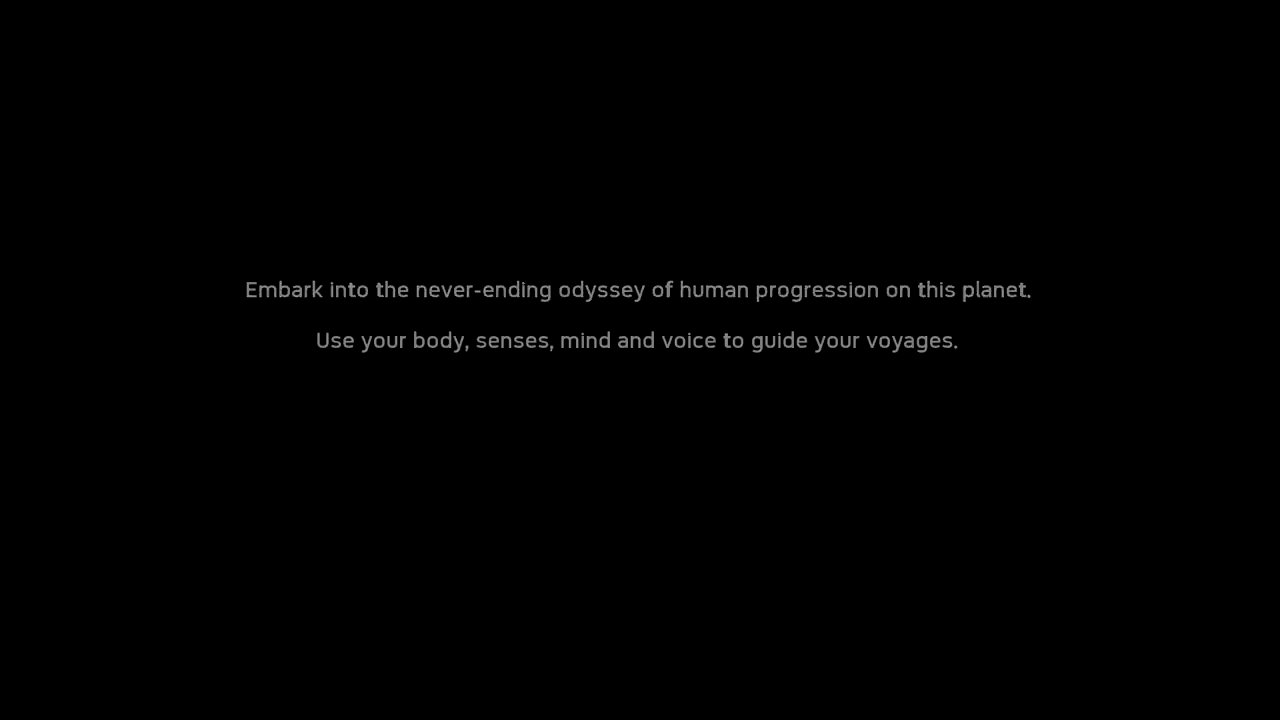 Embark into the never-ending odyssey of human progression on this planet.
Use your body, senses, mind and voice to guide your voyages.